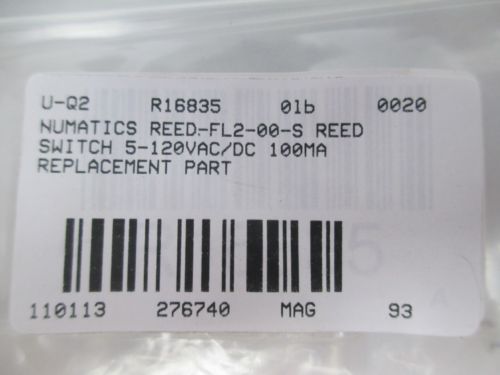 U-Q2 R16835 01b 0020
NUMATICS REED-FL2-00-S REED
SWITCH 5-120VAC/DC 100MA
REPLACEMENT PART
110113 276740 MAG 93